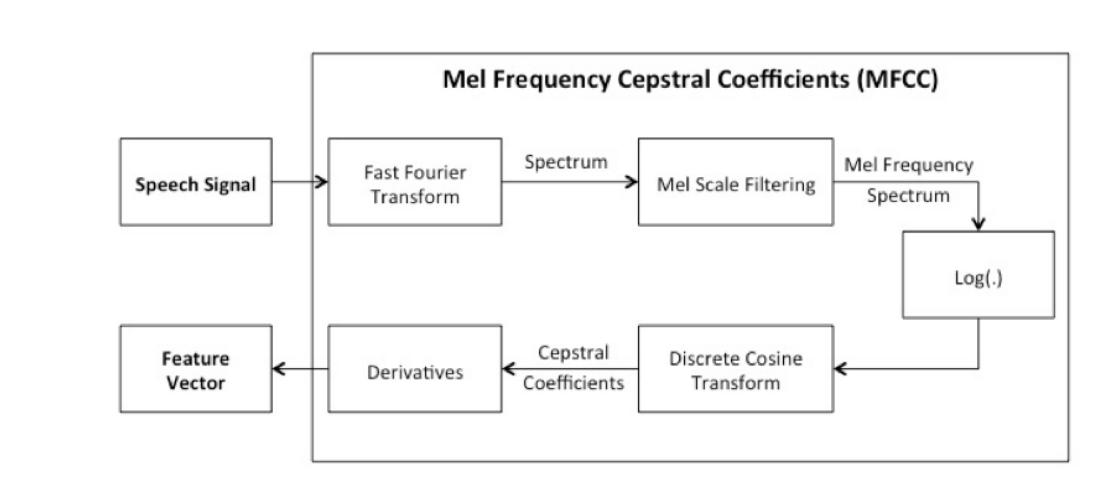 Mel Frequency Cepstral Coefficients (MFCC)
Speech Signal
Fast Fourier
Transform
Spectrum
Mel Scale Filtering
Mel Frequency
Spectrum
Log(.)
Discrete Cosine
Transform
Cepstral
Coefficients
Derivatives
Feature
Vector